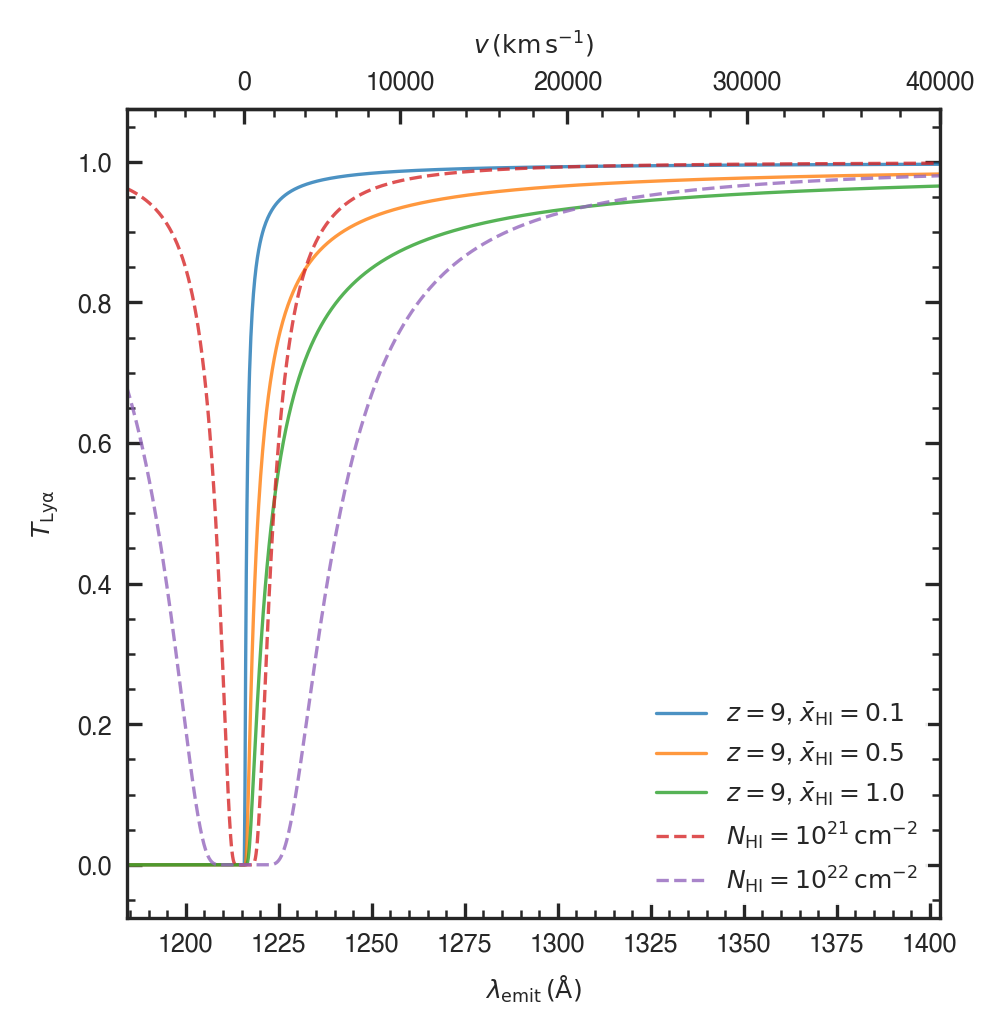 v (km s⁻¹)
0 10000 20000 30000 40000
1.0
0.8
0.6
0.4
0.2
0.0
T_Lyα
z = 9, x̄_HI = 0.1
z = 9, x̄_HI = 0.5
z = 9, x̄_HI = 1.0
N_HI = 10²¹ cm⁻²
N_HI = 10²² cm⁻²
1200 1225 1250 1275 1300 1325 1350 1375 1400
λ_emit (Å)